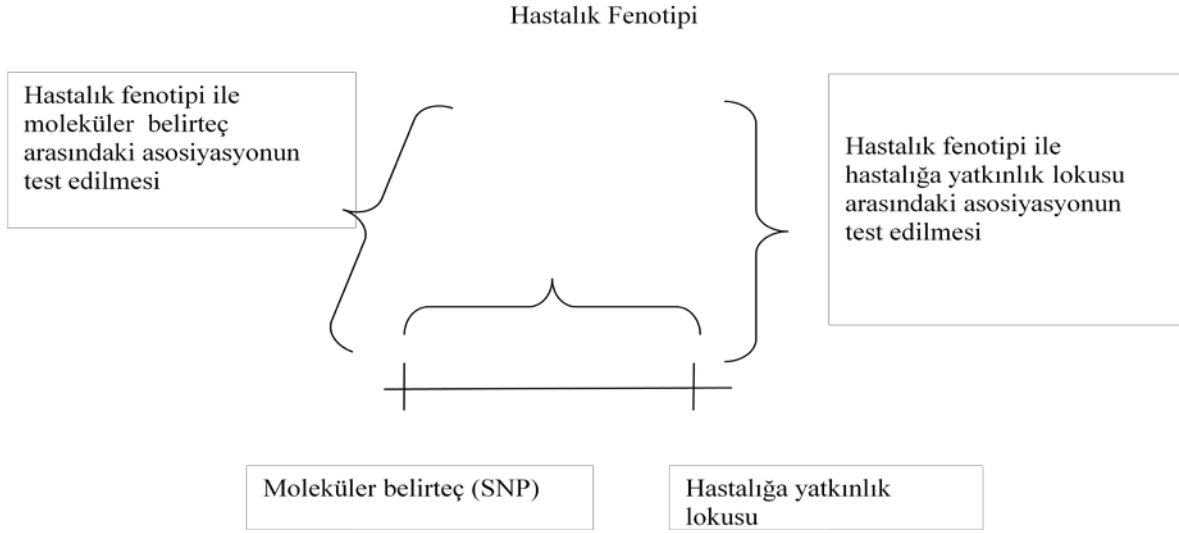 Hastalık Fenotipi
Hastalık fenotipi ile
moleküler belirteç
arasındaki asosiyasyonun
test edilmesi
Hastalık fenotipi ile
hastalığa yatkınlık lokusu
arasındaki asosiyasyonun
test edilmesi
Moleküler belirteç (SNP)
Hastalığa yatkınlık
lokusu